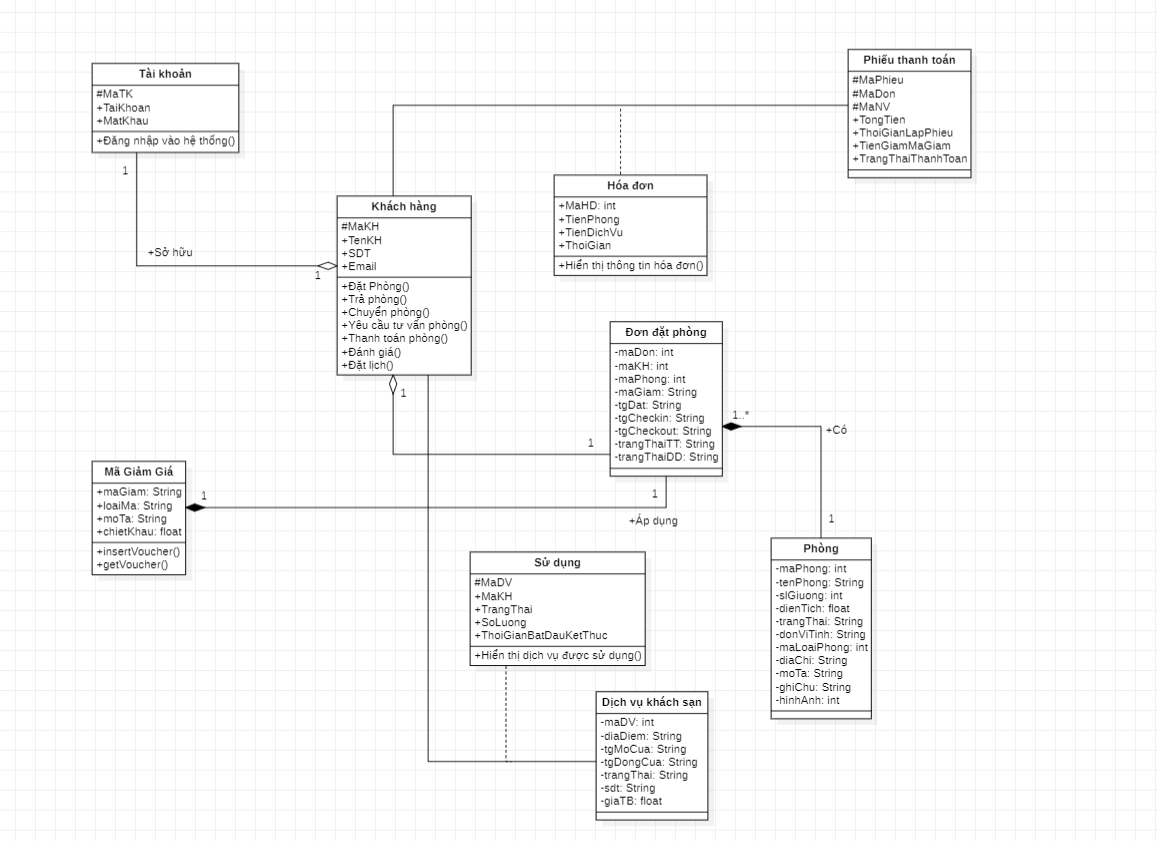 Tài khoản
#MaTK
+TaiKhoan
+MatKhau
+Đăng nhập vào hệ thống()
1
+Sở hữu
1
Phiếu thanh toán
#MaPhieu
#MaDon
#MaNV
+TongTien
+ThoiGianLapPhieu
+TienGiamMaGiam
+TrangThaiThanhToan
Khách hàng
#MaKH
+TenKH
+SDT
+Email
+Đặt Phòng()
+Trả phòng()
+Chuyển phòng()
+Yêu cầu tư vấn phòng()
+Thanh toán phòng()
+Đánh giá()
+Đặt lịch()
1
Hóa đơn
+MaHD: int
+TienPhong
+TienDichVu
+ThoiGian
+Hiển thị thông tin hóa đơn()
Đơn đặt phòng
-maDon: int
-maKH: int
-maPhong: int
-maGiam: String
-tgDat: String
-tgCheckin: String
-tgCheckout: String
-trangThaiTT: String
-trangThaiDD: String
1
1..*
+Có
1
1
+Áp dụng
Mã Giảm Giá
+maGiam: String
+loaiMa: String
+moTa: String
+chietKhau: float
+insertVoucher()
+getVoucher()
1
Sử dụng
#MaDV
+MaKH
+TrangThai
+SoLuong
+ThoiGianBatDauKetThuc
+Hiển thị dịch vụ được sử dụng()
Phòng
-maPhong: int
-tenPhong: String
-slGiuong: int
-dienTich: float
-trangThai: String
-donViTinh: String
-maLoaiPhong: int
-diaChi: String
-moTa: String
-ghiChu: String
-hinhAnh: int
Dịch vụ khách sạn
-maDV: int
-diaDiem: String
-tgMoCua: String
-tgDongCua: String
-trangThai: String
-sdt: String
-giaTB: float